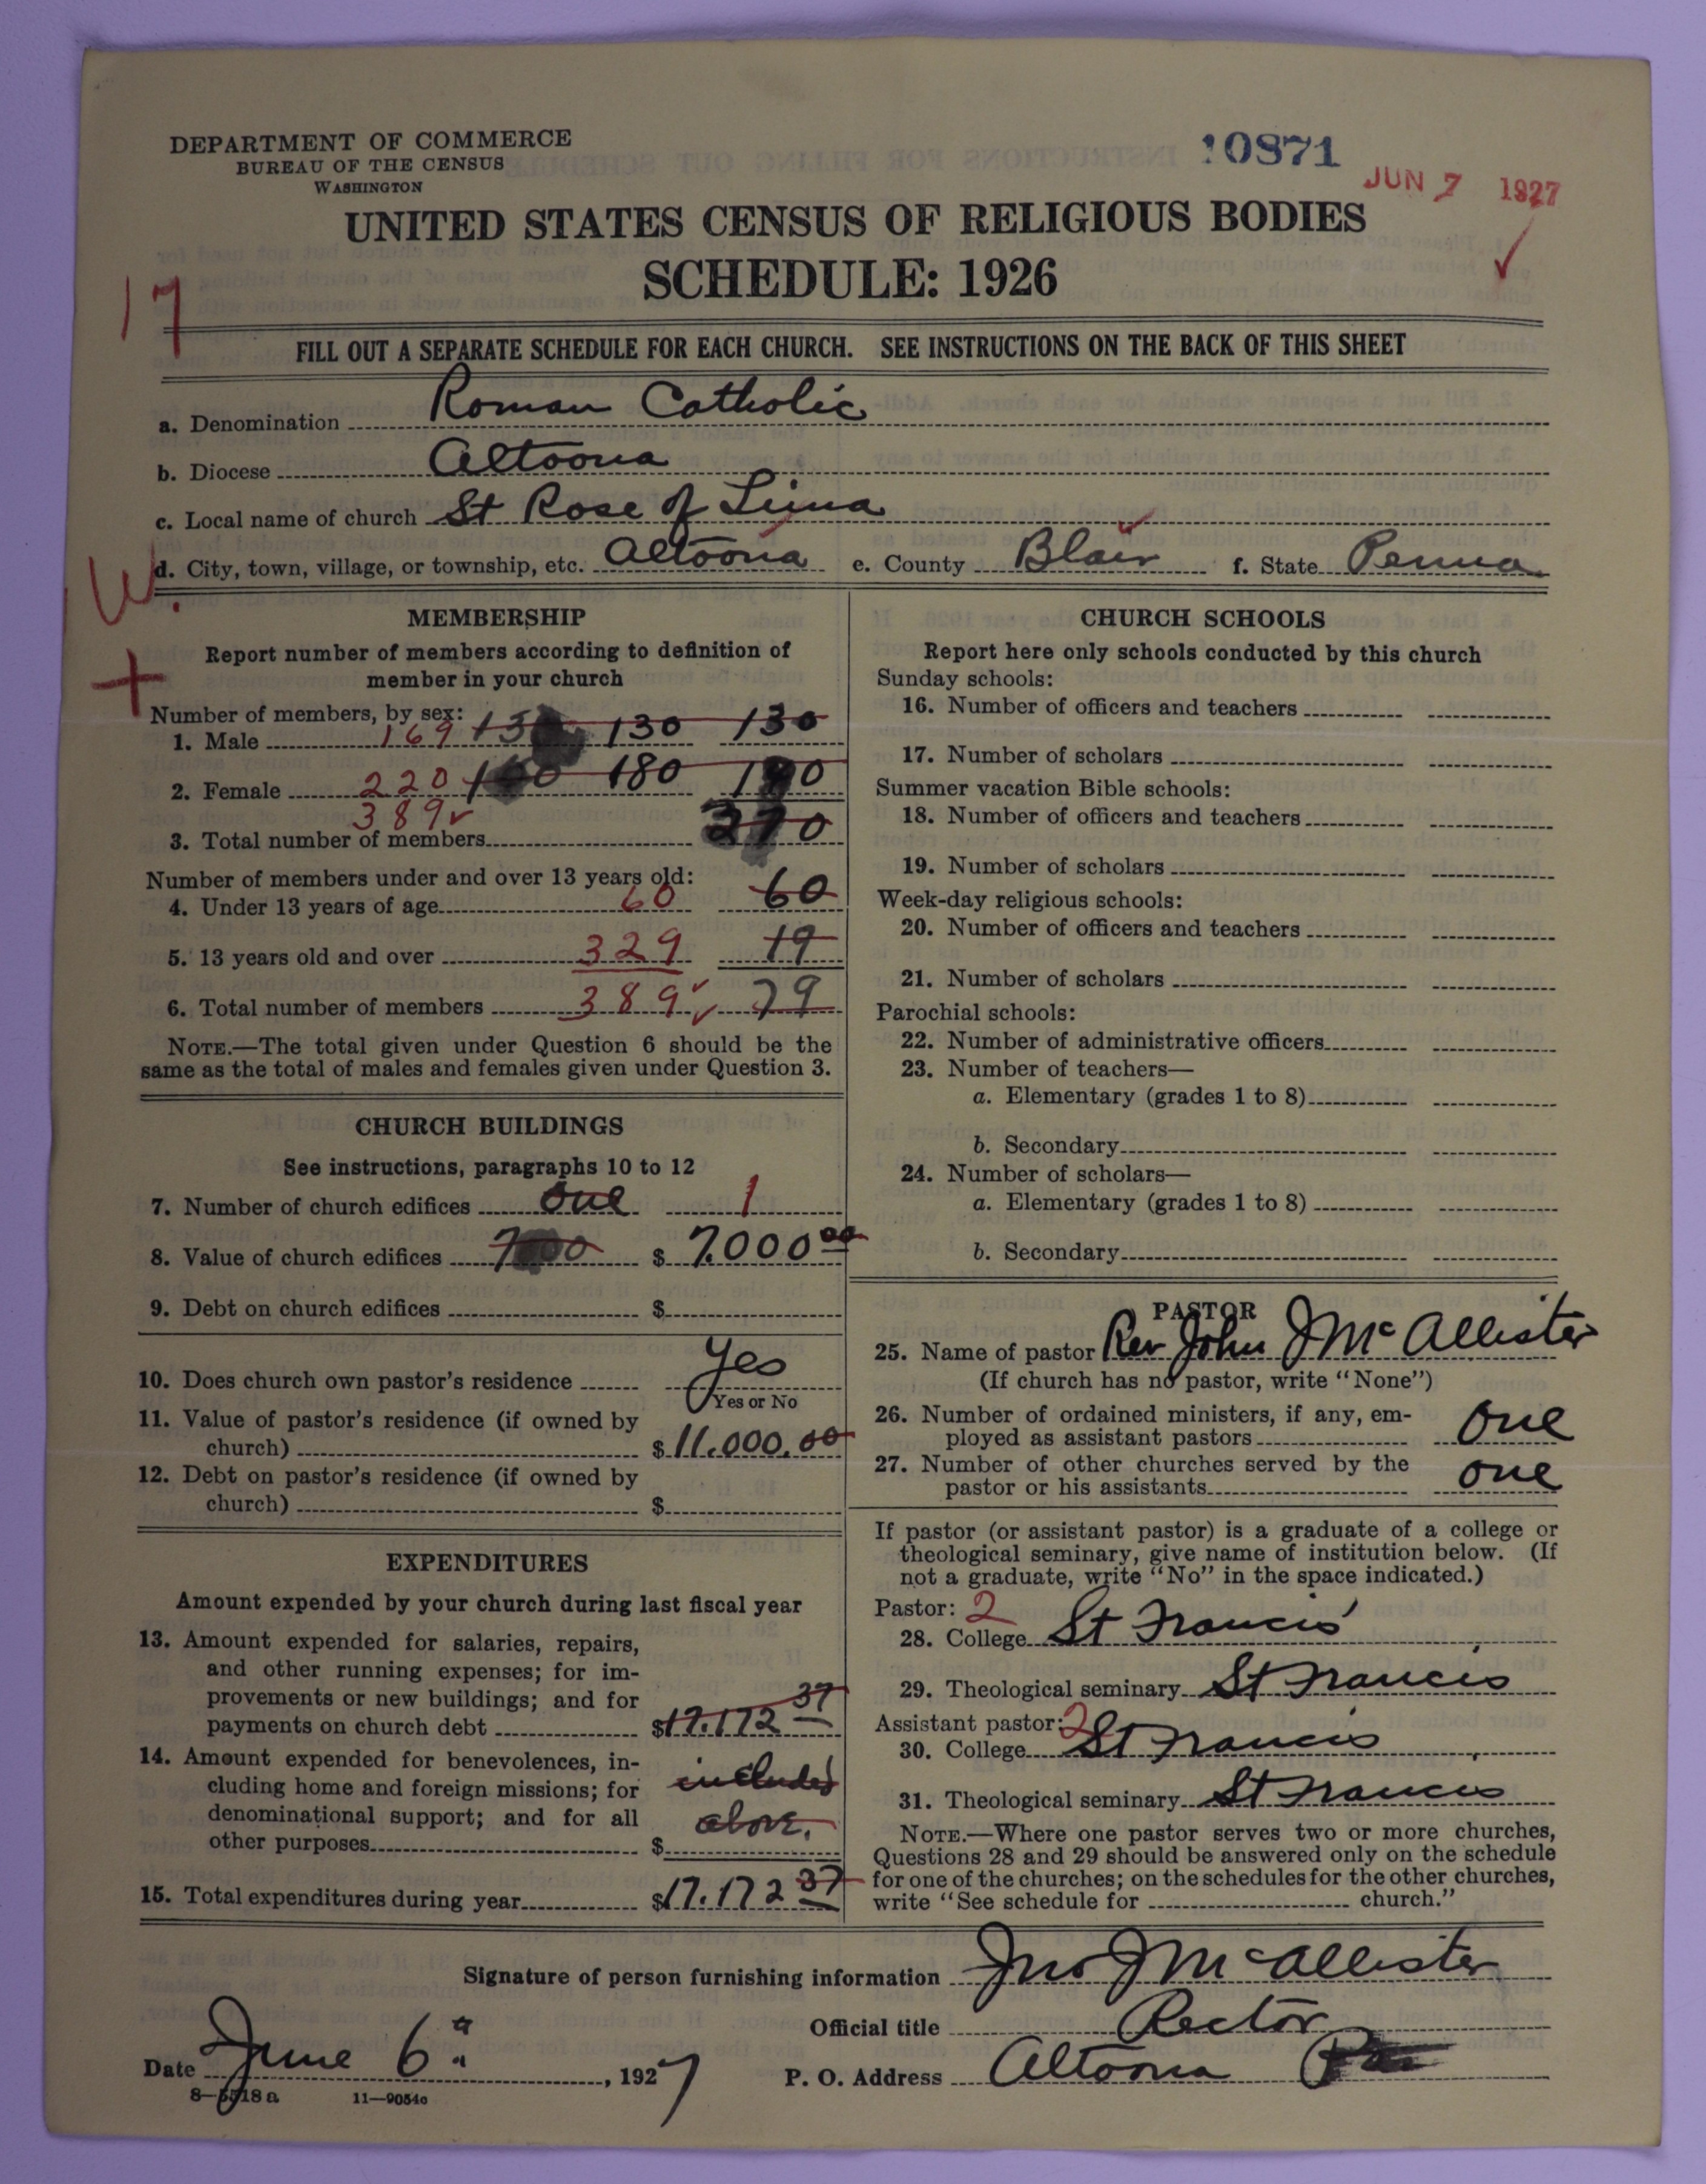 DEPARTMENT OF COMMERCE
BUREAU OF THE CENSUS
WASHINGTON
10871
JUN 7 1927
UNITED STATES CENSUS OF RELIGIOUS BODIES
SCHEDULE: 1926
17
FILL OUT A SEPARATE SCHEDULE FOR EACH CHURCH. SEE INSTRUCTIONS ON THE BACK OF THIS SHEET
a. Denomination Roman Catholic
b. Diocese Altoona
c. Local name of church St Rose of Lima
d. City, town, village, or township, etc. Altoona e. County Blair f. State Penna
W.
+
MEMBERSHIP
Report number of members according to definition of
member in your church
Number of members, by sex:
1. Male 169 130 130
2. Female 220 180
389
3. Total number of members
Number of members under and over 13 years old:
4. Under 13 years of age 60 60
5. 13 years old and over 329 19
6. Total number of members 389 79
NOTE.—The total given under Question 6 should be the
same as the total of males and females given under Question 3.
CHURCH BUILDINGS
See instructions, paragraphs 10 to 12
7. Number of church edifices one 1
8. Value of church edifices $ 7.000 00
9. Debt on church edifices $
10. Does church own pastor's residence Yes
Yes or No
11. Value of pastor's residence (if owned by
church) $ 11.000.00
12. Debt on pastor's residence (if owned by
church) $
EXPENDITURES
Amount expended by your church during last fiscal year
13. Amount expended for salaries, repairs,
and other running expenses; for im-
provements or new buildings; and for
payments on church debt $17.172 37
14. Amount expended for benevolences, in-
cluding home and foreign missions; for included
denominational support; and for all above.
other purposes $
15. Total expenditures during year $17.172 37
CHURCH SCHOOLS
Report here only schools conducted by this church
Sunday schools:
16. Number of officers and teachers
17. Number of scholars
Summer vacation Bible schools:
18. Number of officers and teachers
19. Number of scholars
Week-day religious schools:
20. Number of officers and teachers
21. Number of scholars
Parochial schools:
22. Number of administrative officers
23. Number of teachers—
a. Elementary (grades 1 to 8)
b. Secondary
24. Number of scholars—
a. Elementary (grades 1 to 8)
b. Secondary
PASTOR
25. Name of pastor Rev John J McAllister
(If church has no pastor, write "None")
26. Number of ordained ministers, if any, em-
ployed as assistant pastors one
27. Number of other churches served by the
pastor or his assistants one
If pastor (or assistant pastor) is a graduate of a college or
theological seminary, give name of institution below. (If
not a graduate, write "No" in the space indicated.)
Pastor: 2
28. College St Francis
29. Theological seminary St Francis
Assistant pastor: 2
30. College St Francis
31. Theological seminary St Francis
NOTE.—Where one pastor serves two or more churches,
Questions 28 and 29 should be answered only on the schedule
for one of the churches; on the schedules for the other churches,
write "See schedule for church."
Signature of person furnishing information Jno J McAllister
Official title Rector
Date June 6, 1927 P. O. Address Altoona Pa
8—5518 a 11—9054a